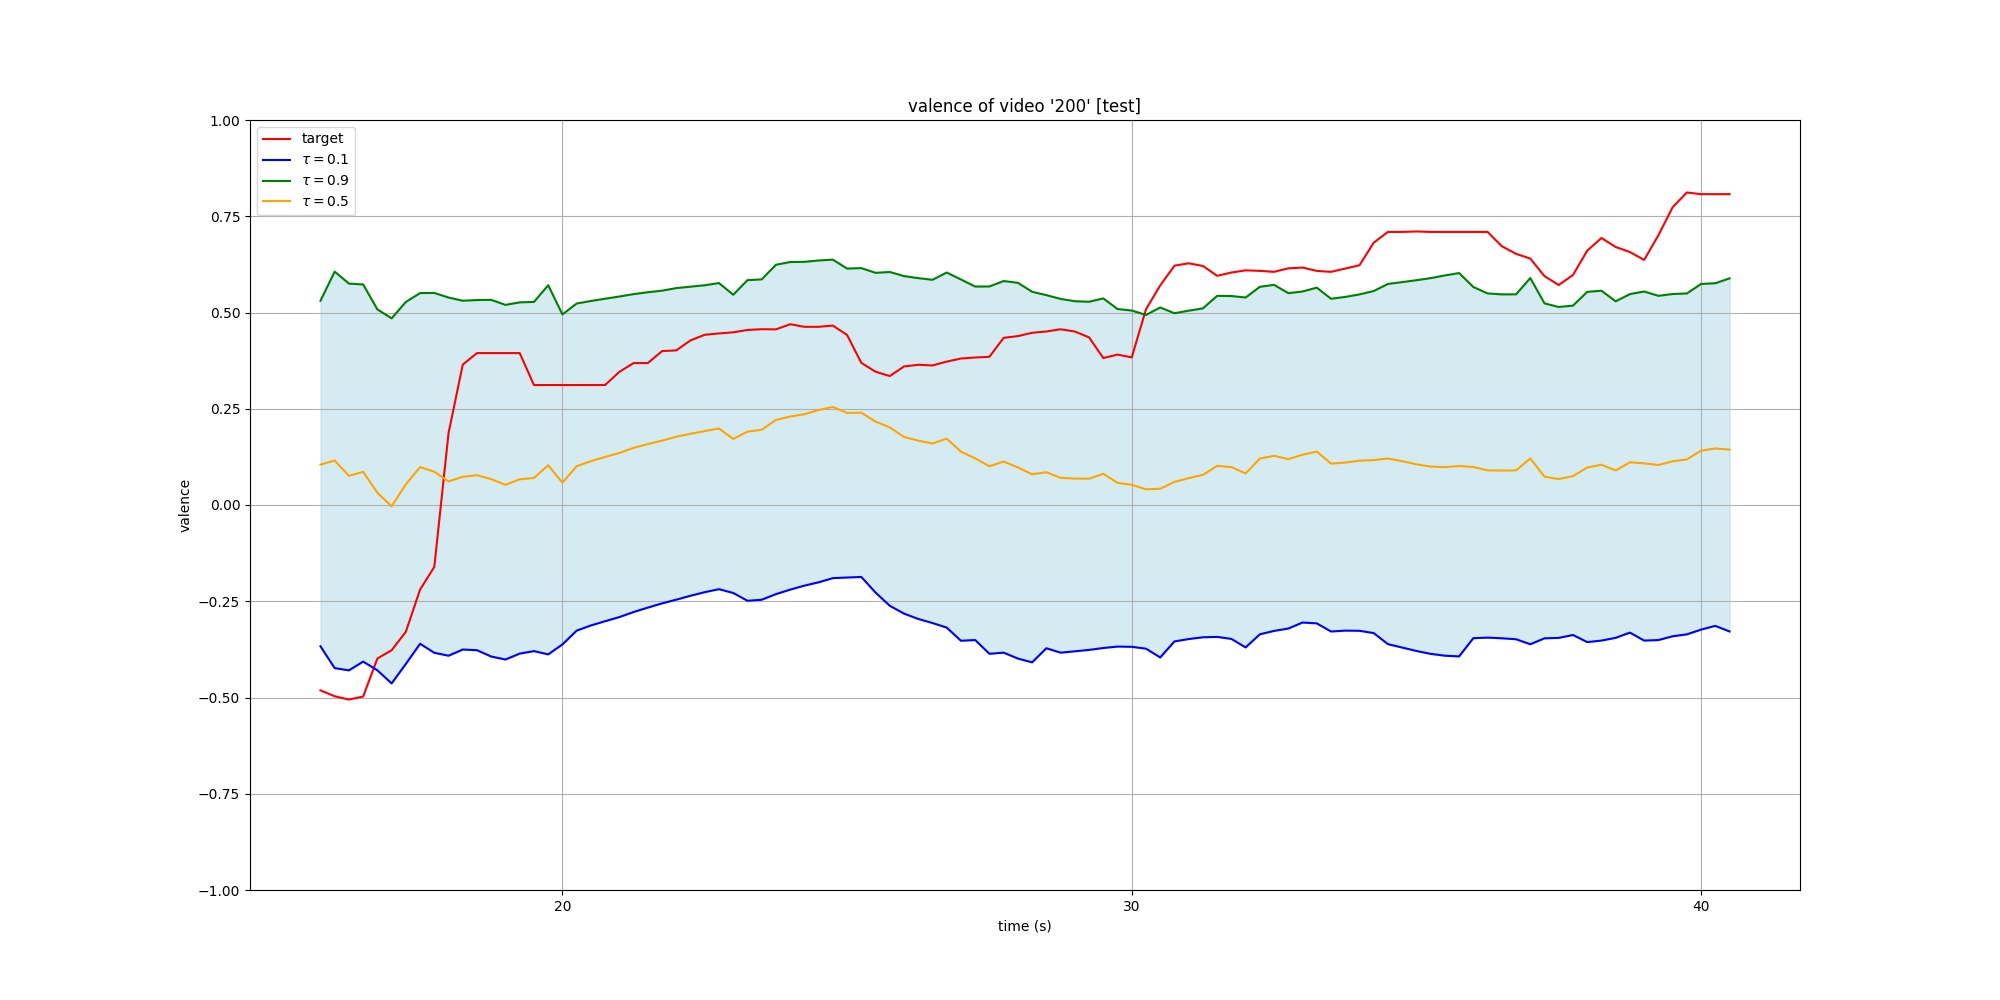 valence of video '200' [test]
target
τ = 0.1
τ = 0.9
τ = 0.5
1.00
0.75
0.50
0.25
0.00
−0.25
−0.50
−0.75
−1.00
valence
20 30 40
time (s)